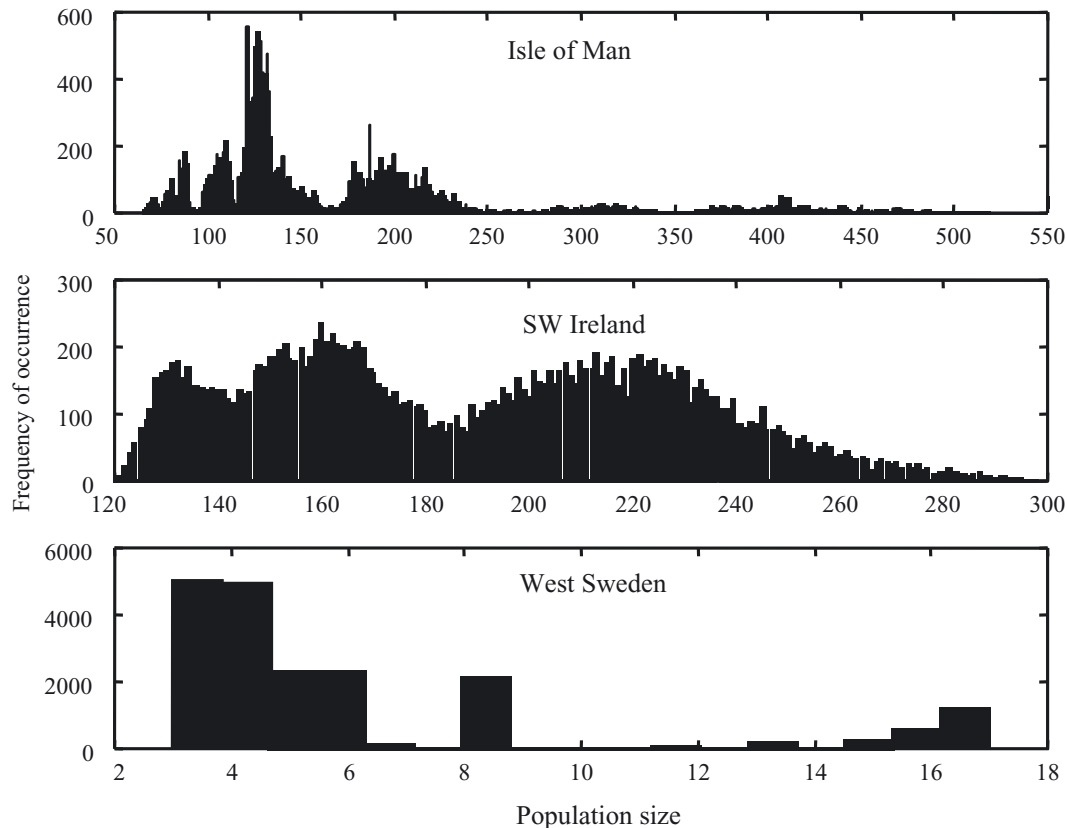 600
400
200
0
Isle of Man
50 100 150 200 250 300 350 400 450 500 550
Frequency of occurrence
300
200
100
0
SW Ireland
120 140 160 180 200 220 240 260 280 300
6000
4000
2000
0
West Sweden
2 4 6 8 10 12 14 16 18
Population size